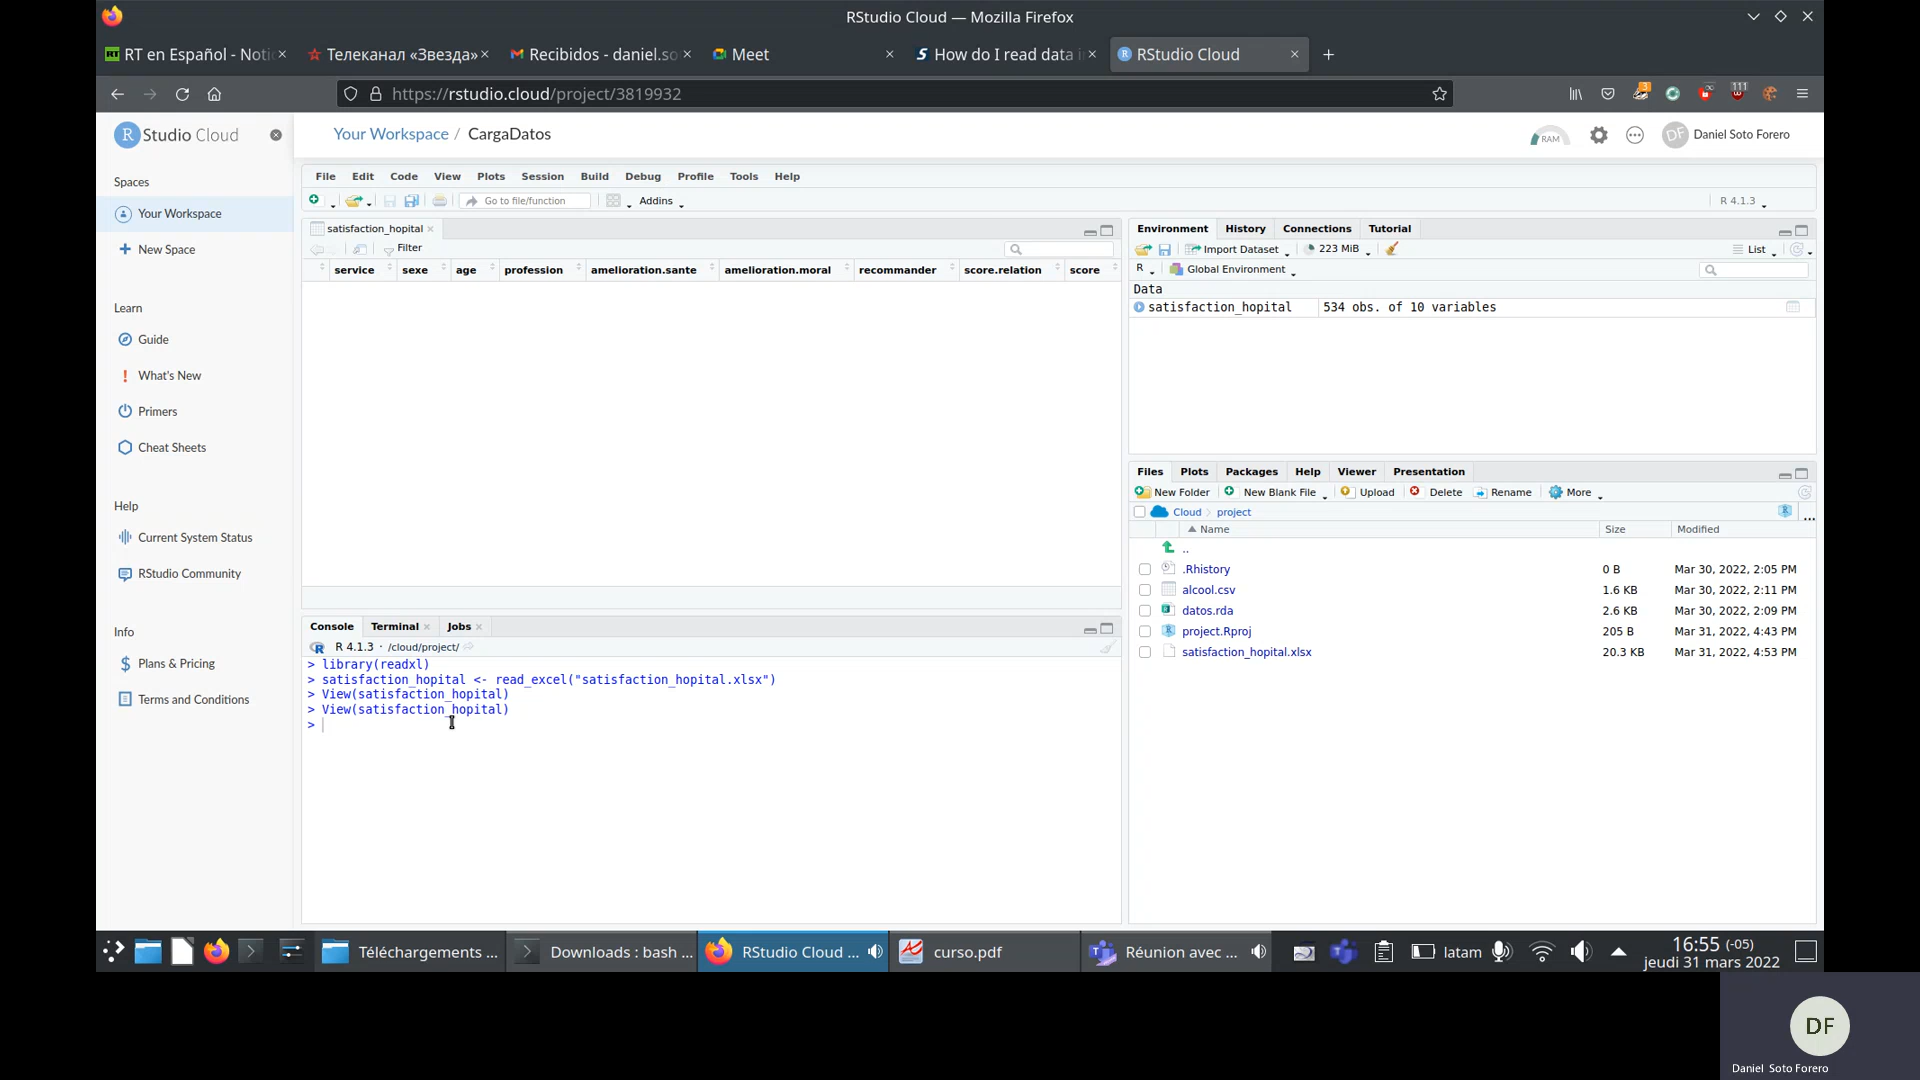 RStudio Cloud — Mozilla Firefox
RT en Español - Noti
Телеканал «Звезда»
Recibidos - daniel.so
Meet
How do I read data i
RStudio Cloud
https://rstudio.cloud/project/3819932
3
111
R Studio Cloud
Your Workspace / CargaDatos
RAM
DF Daniel Soto Forero
Spaces
Your Workspace
New Space
Learn
Guide
What's New
Primers
Cheat Sheets
Help
Current System Status
RStudio Community
Info
Plans & Pricing
Terms and Conditions
File Edit Code View Plots Session Build Debug Profile Tools Help
Go to file/function
Addins
R 4.1.3
satisfaction_hopital
Filter
service sexe age profession amelioration.sante amelioration.moral recommander score.relation score
Console Terminal Jobs
R 4.1.3 · /cloud/project/
> library(readxl)
> satisfaction_hopital <- read_excel("satisfaction_hopital.xlsx")
> View(satisfaction_hopital)
> View(satisfaction_hopital)
>
Environment History Connections Tutorial
Import Dataset 223 MiB List
R Global Environment
Data
satisfaction_hopital 534 obs. of 10 variables
Files Plots Packages Help Viewer Presentation
New Folder New Blank File Upload Delete Rename More
Cloud project ...
Name Size Modified
..
.Rhistory 0 B Mar 30, 2022, 2:05 PM
alcool.csv 1.6 KB Mar 30, 2022, 2:11 PM
datos.rda 2.6 KB Mar 30, 2022, 2:09 PM
project.Rproj 205 B Mar 31, 2022, 4:43 PM
satisfaction_hopital.xlsx 20.3 KB Mar 31, 2022, 4:53 PM
Téléchargements ...
Downloads : bash ...
RStudio Cloud ...
curso.pdf
Réunion avec ...
latam
16:55 (-05)
jeudi 31 mars 2022
DF
Daniel Soto Forero